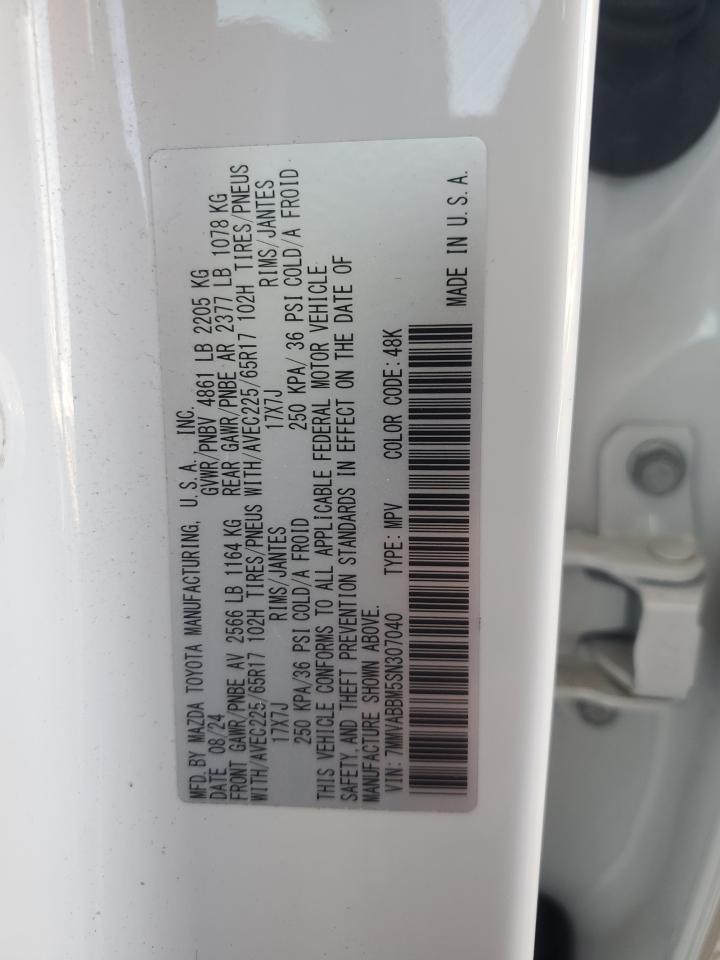 MFD. BY MAZDA TOYOTA MANUFACTURING, U.S.A. INC.
DATE 08/24 GVWR/PNBV 4861 LB 2205 KG
FRONT GAWR/PNBE AV 2566 LB 1164 KG REAR GAWR/PNBE AR 2377 LB 1078 KG
WITH/AVEC225/65R17 102H TIRES/PNEUS WITH/AVEC225/65R17 102H TIRES/PNEUS
17X7J RIMS/JANTES 17X7J RIMS/JANTES
250 KPA/36 PSI COLD/A FROID 250 KPA/ 36 PSI COLD/A FROID
THIS VEHICLE CONFORMS TO ALL APPLICABLE FEDERAL MOTOR VEHICLE
SAFETY, AND THEFT PREVENTION STANDARDS IN EFFECT ON THE DATE OF
MANUFACTURE SHOWN ABOVE.
VIN: 7MMVABBM5SN307040 TYPE: MPV COLOR CODE: 48K
MADE IN U.S.A.